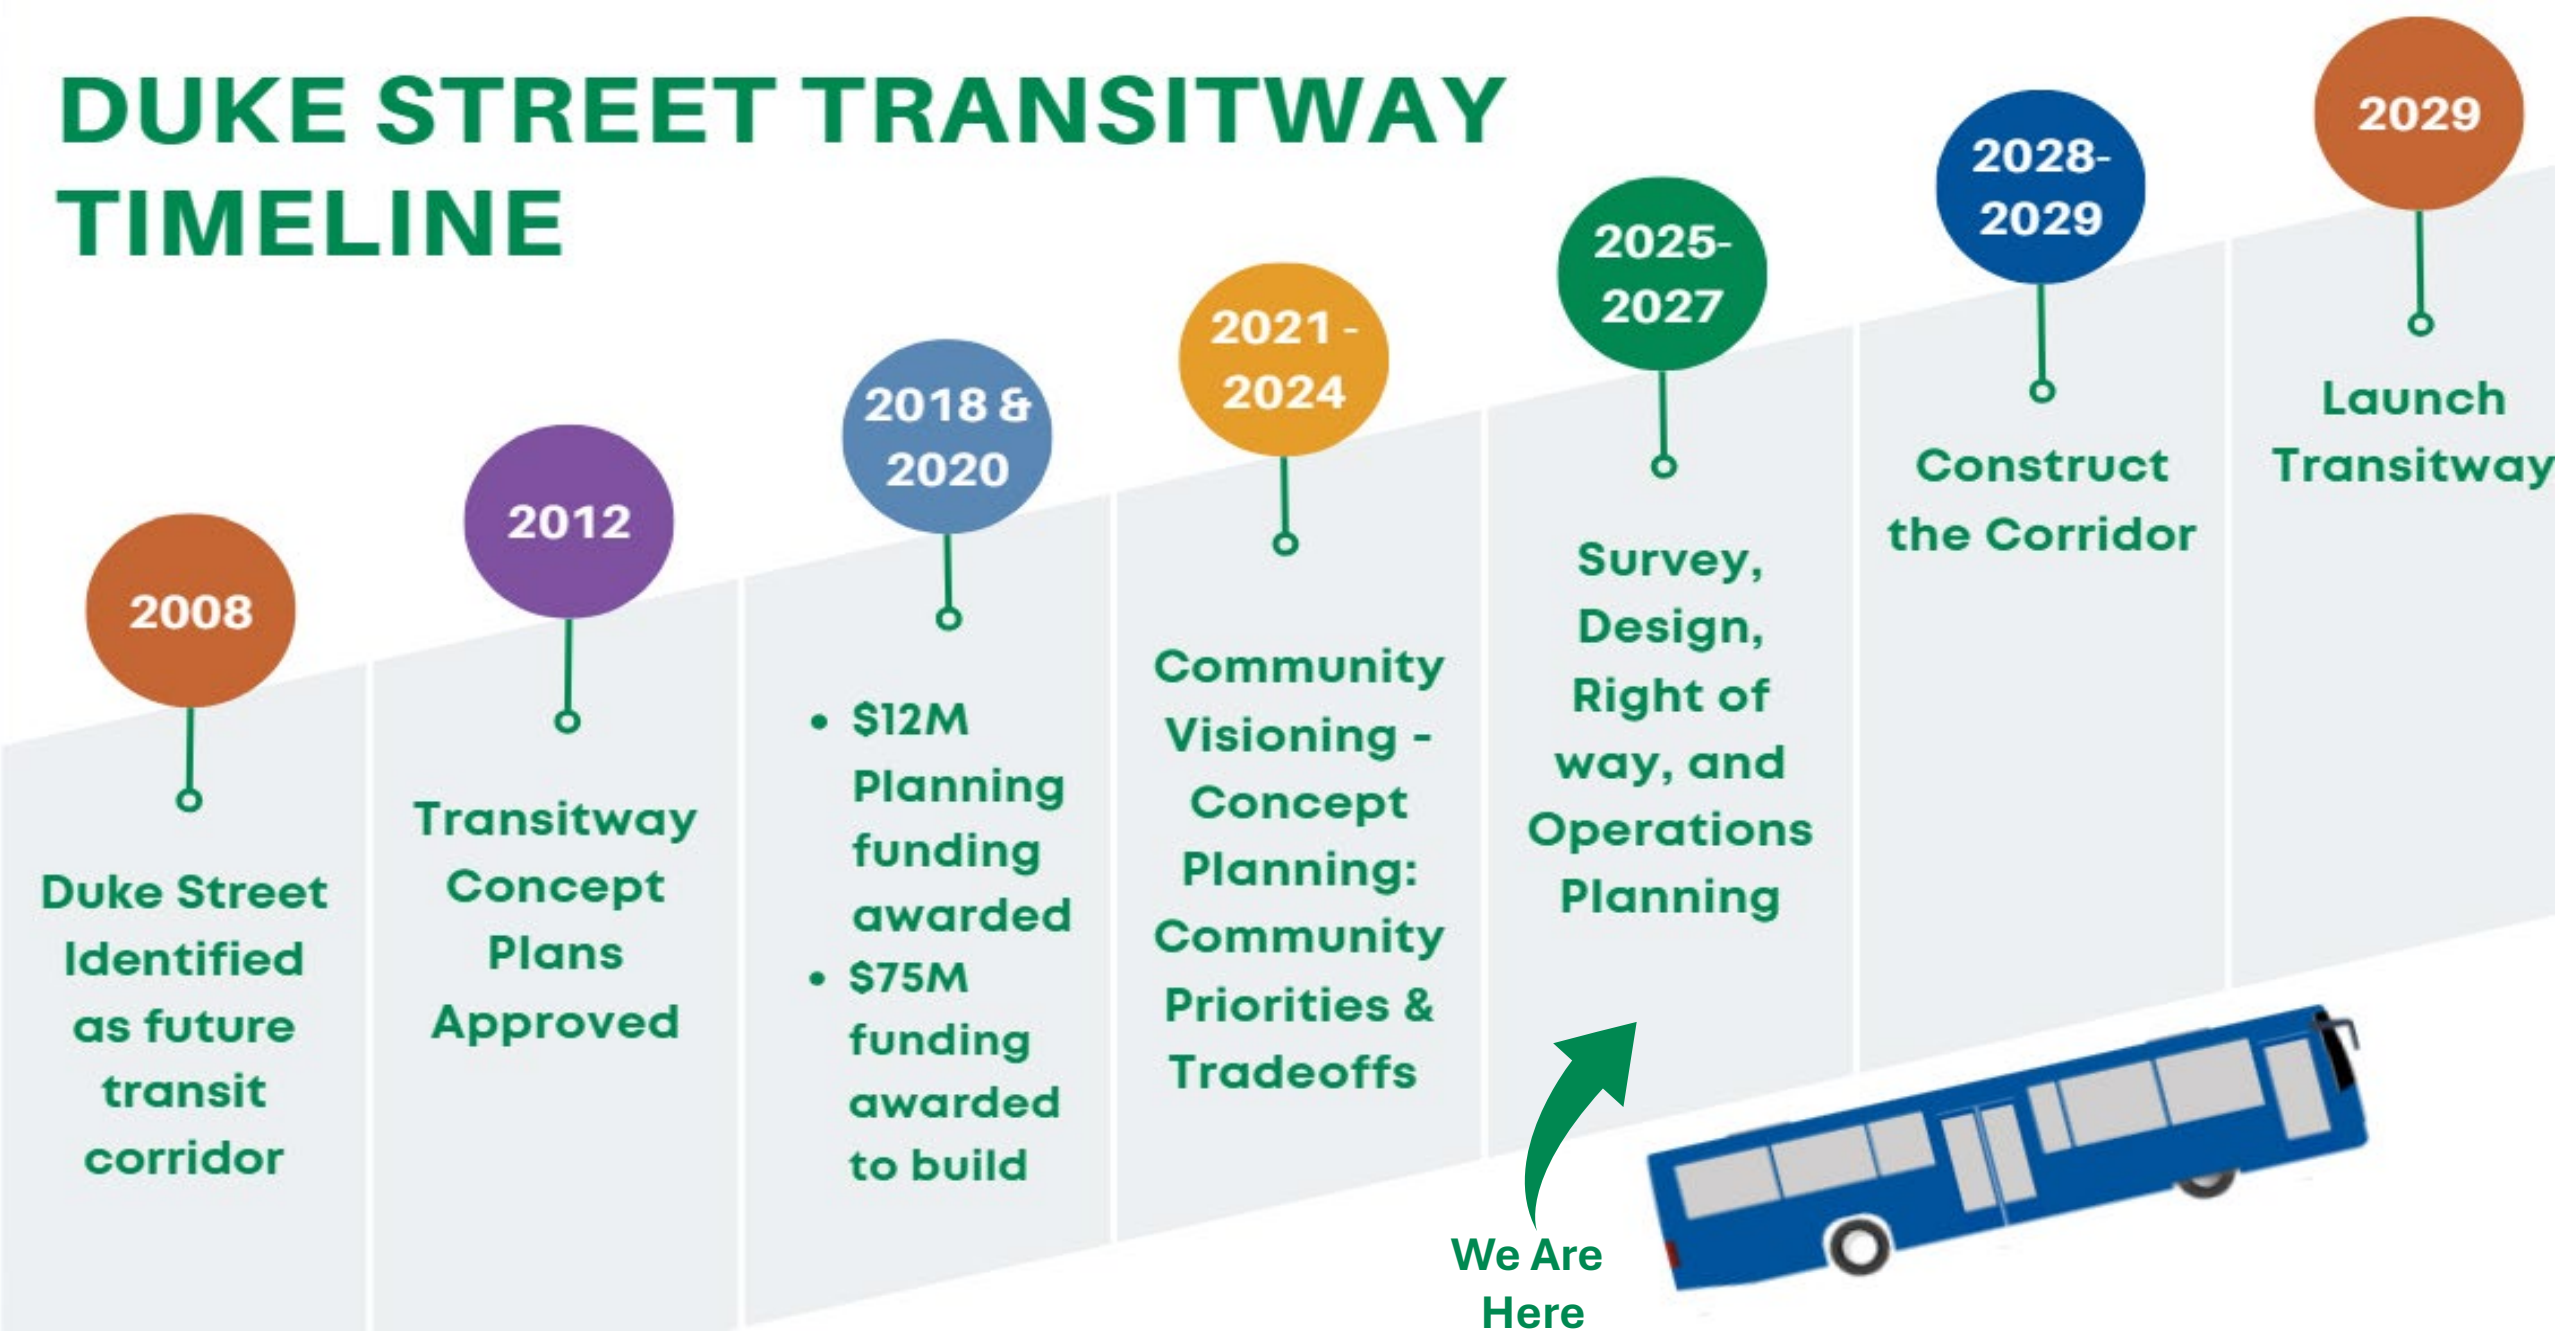 DUKE STREET TRANSITWAY
TIMELINE
2008
Duke Street
Identified
as future
transit
corridor
2012
Transitway
Concept
Plans
Approved
2018 &
2020
• $12M
Planning
funding
awarded
• $75M
funding
awarded
to build
2021 -
2024
Community
Visioning -
Concept
Planning:
Community
Priorities &
Tradeoffs
2025-
2027
Survey,
Design,
Right of
way, and
Operations
Planning
We Are
Here
2028-
2029
Construct
the Corridor
2029
Launch
Transitway